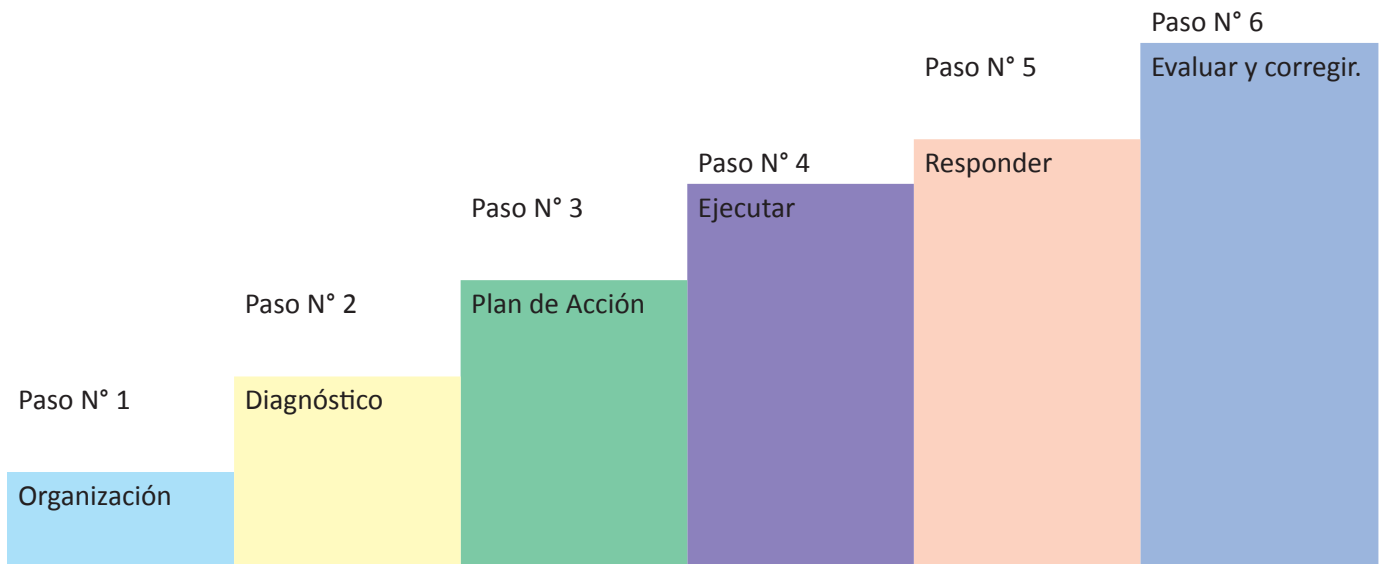 Paso N° 1
Organización
Paso N° 2
Diagnóstico
Paso N° 3
Plan de Acción
Paso N° 4
Ejecutar
Paso N° 5
Responder
Paso N° 6
Evaluar y corregir.